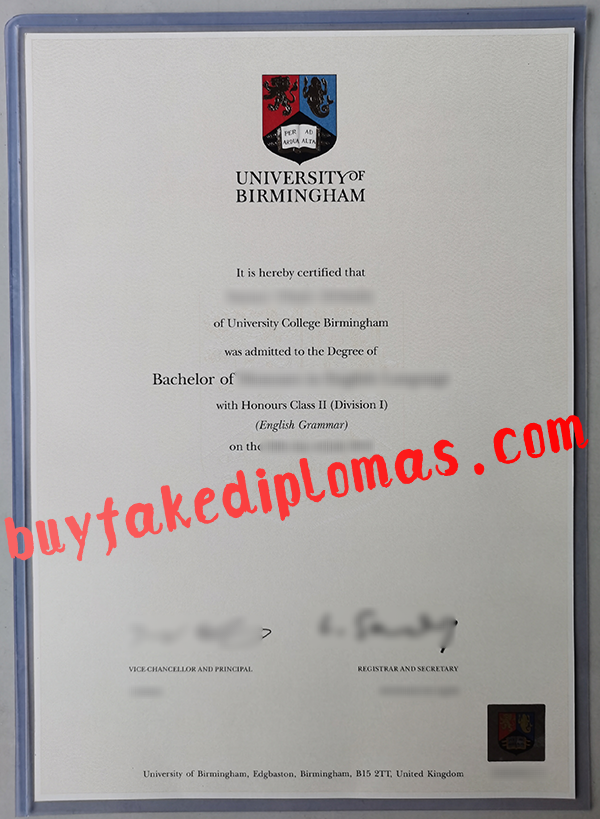 PER AD
ARDUA ALTA
UNIVERSITY OF
BIRMINGHAM
It is hereby certified that
of University College Birmingham
was admitted to the Degree of
Bachelor of
with Honours Class II (Division I)
(English Grammar)
on the
buyfakediplomas.com
VICE-CHANCELLOR AND PRINCIPAL
REGISTRAR AND SECRETARY
University of Birmingham, Edgbaston, Birmingham, B15 2TT, United Kingdom